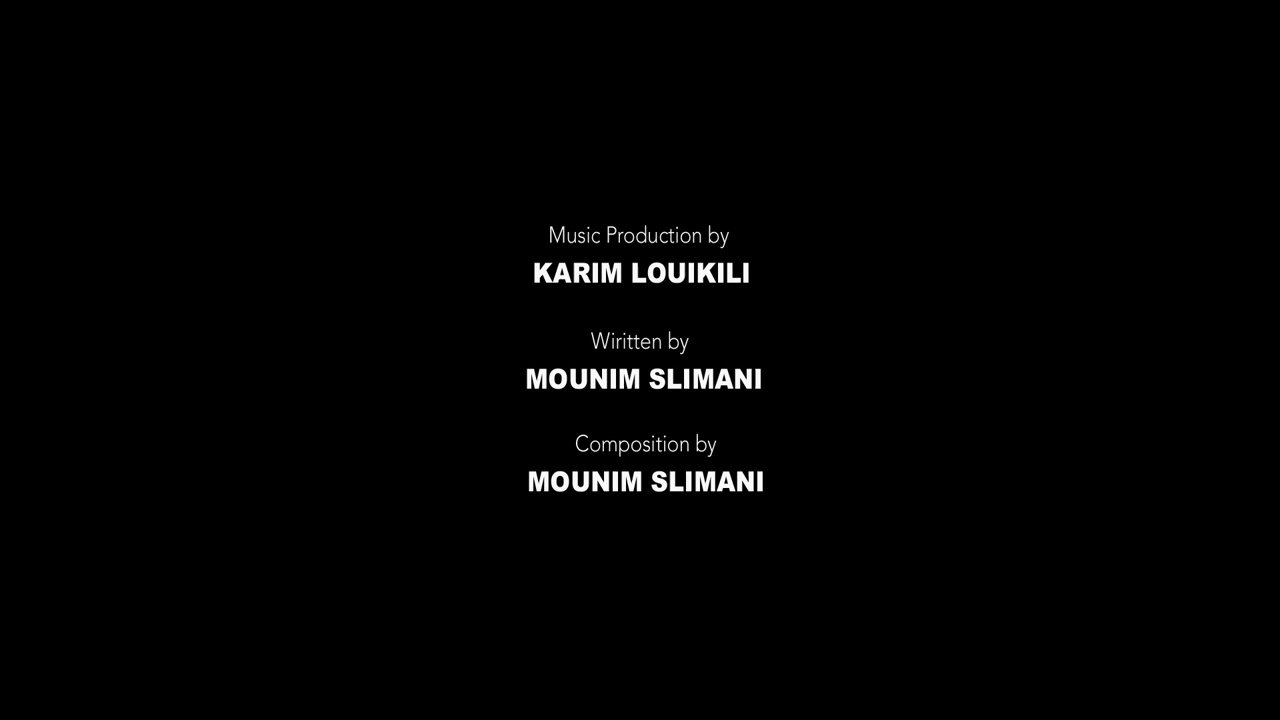 Music Production by
KARIM LOUIKILI
Wiritten by
MOUNIM SLIMANI
Composition by
MOUNIM SLIMANI